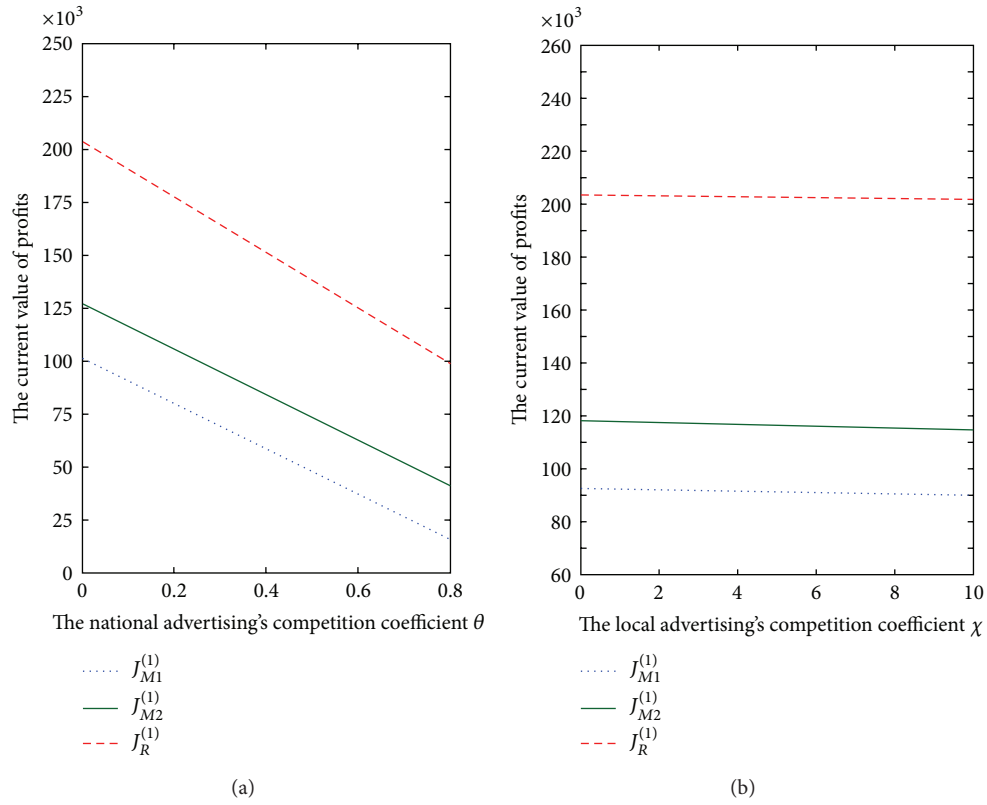 ×10³
250
225
200
175
150
125
100
75
50
25
0
The current value of profits
0 0.2 0.4 0.6 0.8
The national advertising's competition coefficient θ
J_{M1}^{(1)}
J_{M2}^{(1)}
J_R^{(1)}
(a)
×10³
260
240
220
200
180
160
140
120
100
80
60
The current value of profits
0 2 4 6 8 10
The local advertising's competition coefficient χ
J_{M1}^{(1)}
J_{M2}^{(1)}
J_R^{(1)}
(b)